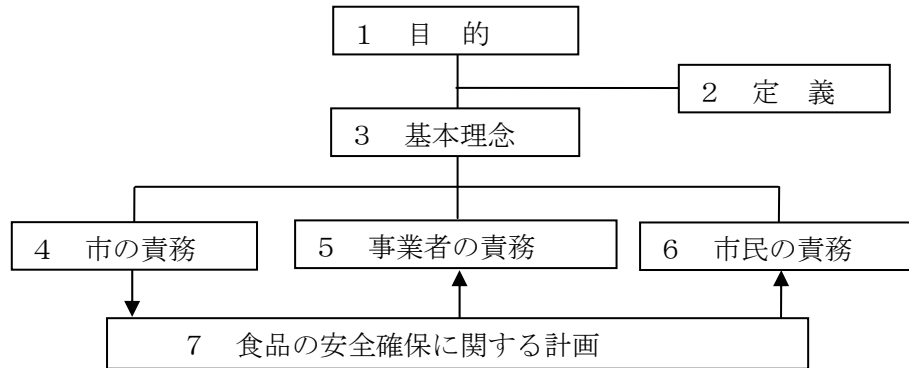 １　目　的
２　定　義
３　基本理念
４　市の責務
５　事業者の責務
６　市民の責務
７　食品の安全確保に関する計画